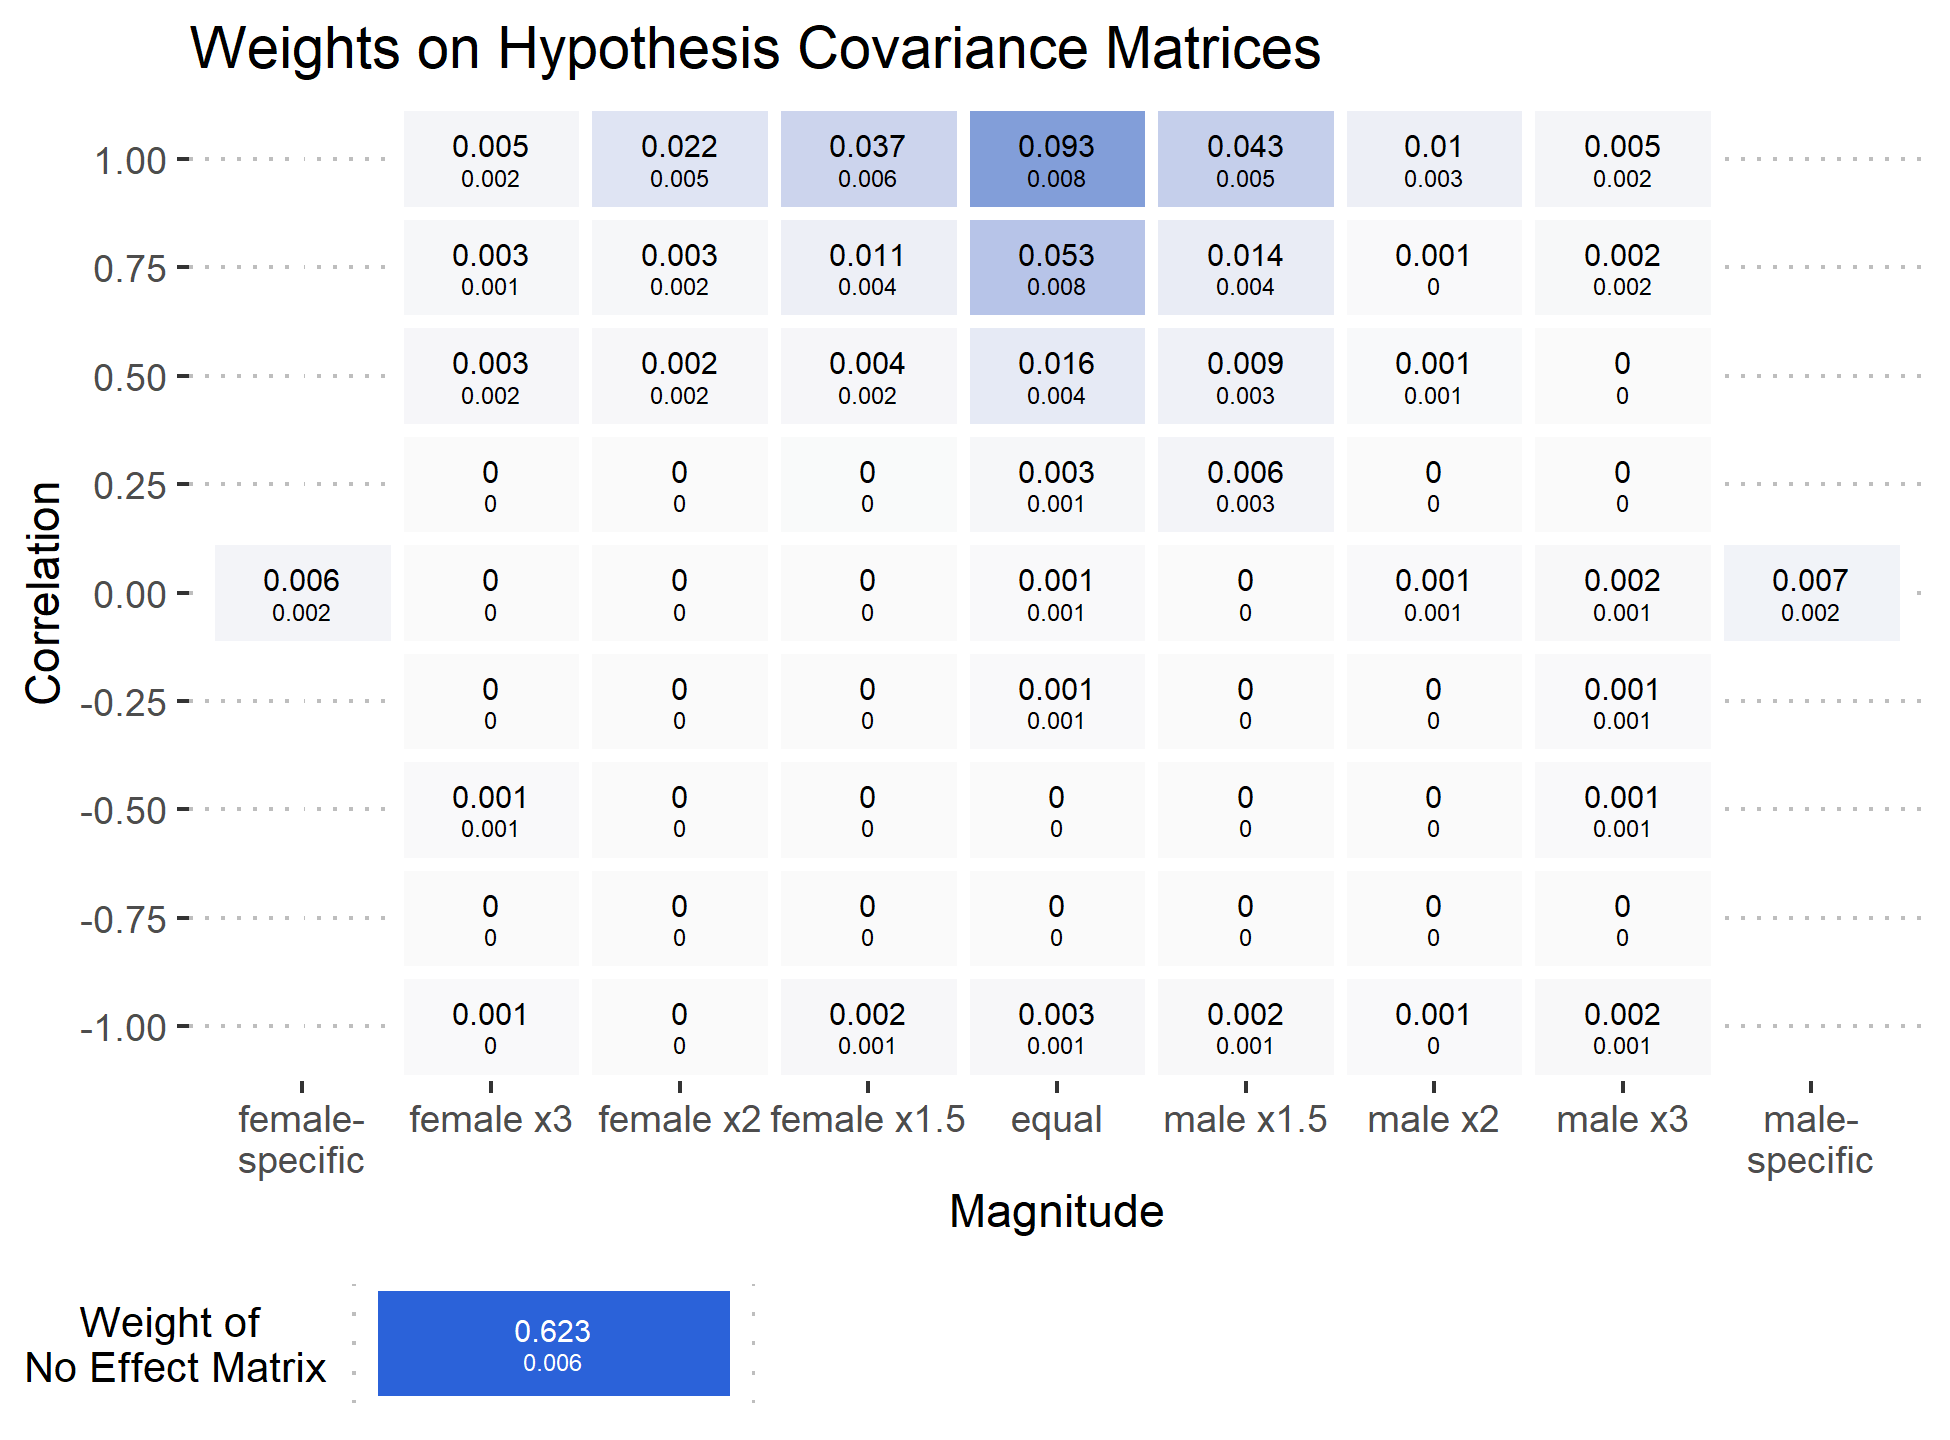 Weights on Hypothesis Covariance Matrices
1.00
0.005 0.022 0.037 0.093 0.043 0.01 0.005
0.002 0.005 0.006 0.008 0.005 0.003 0.002
0.75
0.003 0.003 0.011 0.053 0.014 0.001 0.002
0.001 0.002 0.004 0.008 0.004 0 0.002
0.50
0.003 0.002 0.004 0.016 0.009 0.001 0
0.002 0.002 0.002 0.004 0.003 0.001 0
0.25
0 0 0 0.003 0.006 0 0
0 0 0 0.001 0.003 0 0
0.00
0.006 0 0 0 0.001 0 0.001 0.002 0.007
0.002 0 0 0 0.001 0 0.001 0.001 0.002
-0.25
0 0 0 0.001 0 0 0.001
0 0 0 0.001 0 0 0.001
-0.50
0.001 0 0 0 0 0 0.001
0.001 0 0 0 0 0 0.001
-0.75
0 0 0 0 0 0 0
0 0 0 0 0 0 0
-1.00
0.001 0 0.002 0.003 0.002 0.001 0.002
0 0 0.001 0.001 0.001 0 0.001
Correlation
female- female x3 female x2 female x1.5 equal male x1.5 male x2 male x3 male-
specific specific
Magnitude
Weight of
No Effect Matrix
0.623
0.006